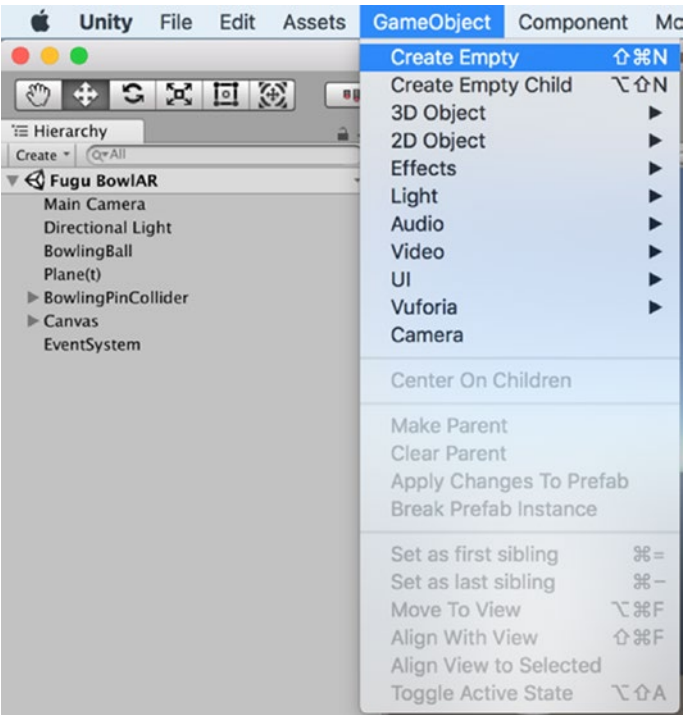 Unity File Edit Assets GameObject Component Mo
Hierarchy
Create All
Fugu BowlAR
Main Camera
Directional Light
BowlingBall
Plane(t)
BowlingPinCollider
Canvas
EventSystem
Create Empty ⇧⌘N
Create Empty Child ⌥⇧N
3D Object ▶
2D Object ▶
Effects ▶
Light ▶
Audio ▶
Video ▶
UI ▶
Vuforia ▶
Camera
Center On Children
Make Parent
Clear Parent
Apply Changes To Prefab
Break Prefab Instance
Set as first sibling ⌘=
Set as last sibling ⌘−
Move To View ⌥⌘F
Align With View ⇧⌘F
Align View to Selected
Toggle Active State ⌥⇧A